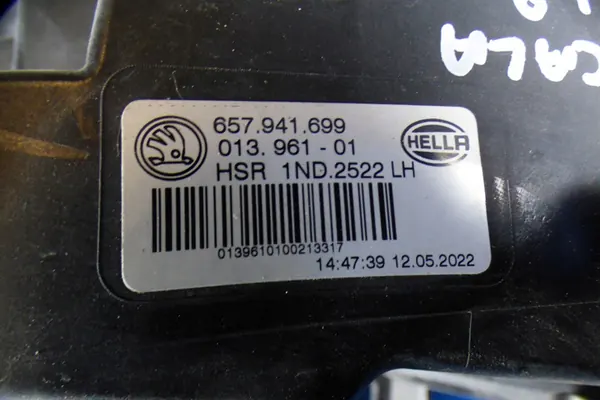 CALA
657.941.699
013.961-01
HELLA
HSR 1ND.2522 LH
0139610100213317
14:47:39 12.05.2022